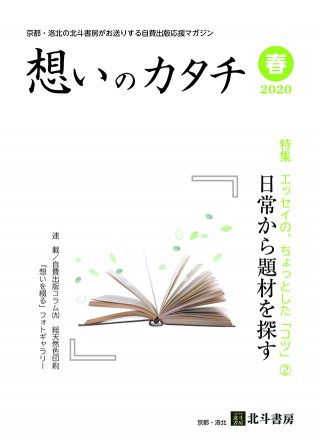 京都・洛北の北斗書房がお送りする自費出版応援マガジン
想いのカタチ
春
2020
特集 エッセイの、ちょっとした「コツ」②
日常から題材を探す
連 載/自費出版コラム㈥ 総天然色印刷
「想いを綴る」フォトギャラリー
京都・洛北
北斗書房